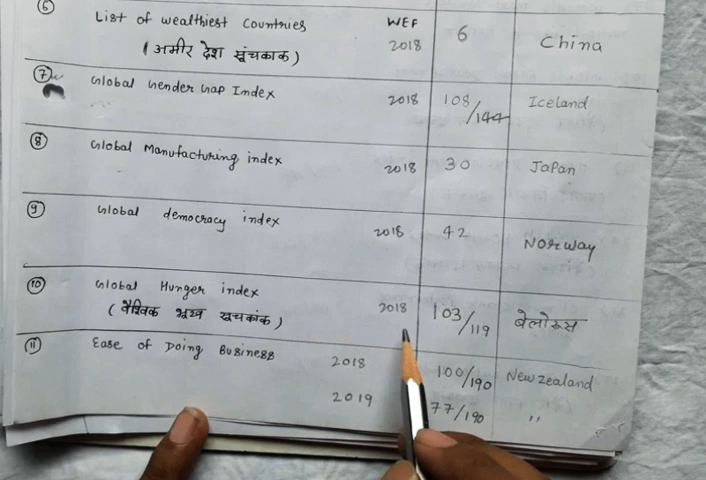 ⑥ List of wealthiest Countries WEF 2018 6 China
(अमीर देश सूंचकाक)
⑦ Global Gender Gap Index 2018 108/144 Iceland
⑧ Global Manufacturing index 2018 30 Japan
⑨ Global democracy index 2018 42 Norway
⑩ Global Hunger index 2018 103/119 बेलारूस
(वैश्विक भूख सूचकांक)
⑪ Ease of Doing Business 2018 100/190 New zealand
2019 77/190 "